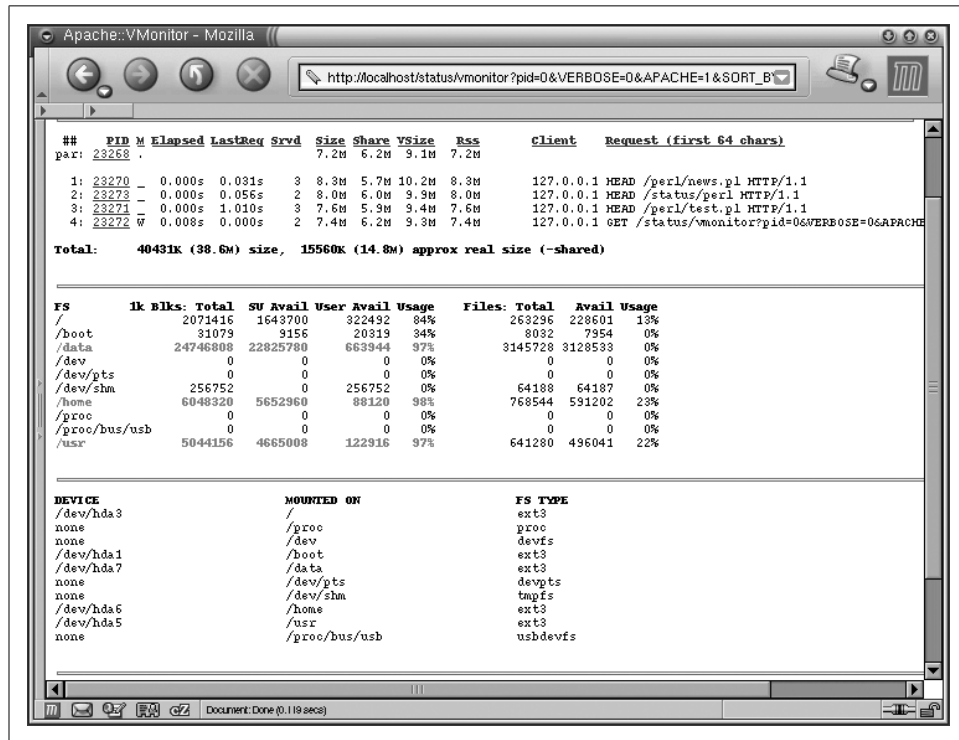 Apache::VMonitor - Mozilla
http://localhost/status/vmonitor?pid=0&VERBOSE=0&APACHE=1&SORT_B
## PID M Elapsed LastReq Srvd Size Share VSize Rss Client Request (first 64 chars)
par: 23268 . 7.2M 6.2M 9.1M 7.2M
1: 23270 _ 0.000s 0.031s 3 8.3M 5.7M 10.2M 8.3M 127.0.0.1 HEAD /perl/news.pl HTTP/1.1
2: 23273 _ 0.000s 0.056s 2 8.0M 6.0M 9.9M 8.0M 127.0.0.1 HEAD /status/perl HTTP/1.1
3: 23271 _ 0.000s 1.010s 3 7.6M 5.9M 9.4M 7.6M 127.0.0.1 HEAD /perl/test.pl HTTP/1.1
4: 23272 W 0.008s 0.000s 2 7.4M 6.2M 9.3M 7.4M 127.0.0.1 GET /status/vmonitor?pid=0&VERBOSE=0&APACHE
Total: 40431K (38.6M) size, 15560K (14.8M) approx real size (-shared)
FS 1k Blks: Total SU Avail User Avail Usage Files: Total Avail Usage
/ 2071416 1643700 322492 84% 263296 228601 13%
/boot 31079 9156 20319 34% 8032 7954 0%
/data 24746808 22825780 663944 97% 3145728 3128533 0%
/dev 0 0 0 0% 0 0 0%
/dev/pts 0 0 0 0% 0 0 0%
/dev/shm 256752 0 256752 0% 64188 64187 0%
/home 6048320 5652960 88120 98% 768544 591202 23%
/proc 0 0 0 0% 0 0 0%
/proc/bus/usb 0 0 0 0% 0 0 0%
/usr 5044156 4665008 122916 97% 641280 496041 22%
DEVICE MOUNTED ON FS TYPE
/dev/hda3 / ext3
none /proc proc
none /dev devfs
/dev/hda1 /boot ext3
/dev/hda7 /data ext3
none /dev/pts devpts
none /dev/shm tmpfs
/dev/hda6 /home ext3
/dev/hda5 /usr ext3
none /proc/bus/usb usbdevfs
Document: Done (0.119 secs)